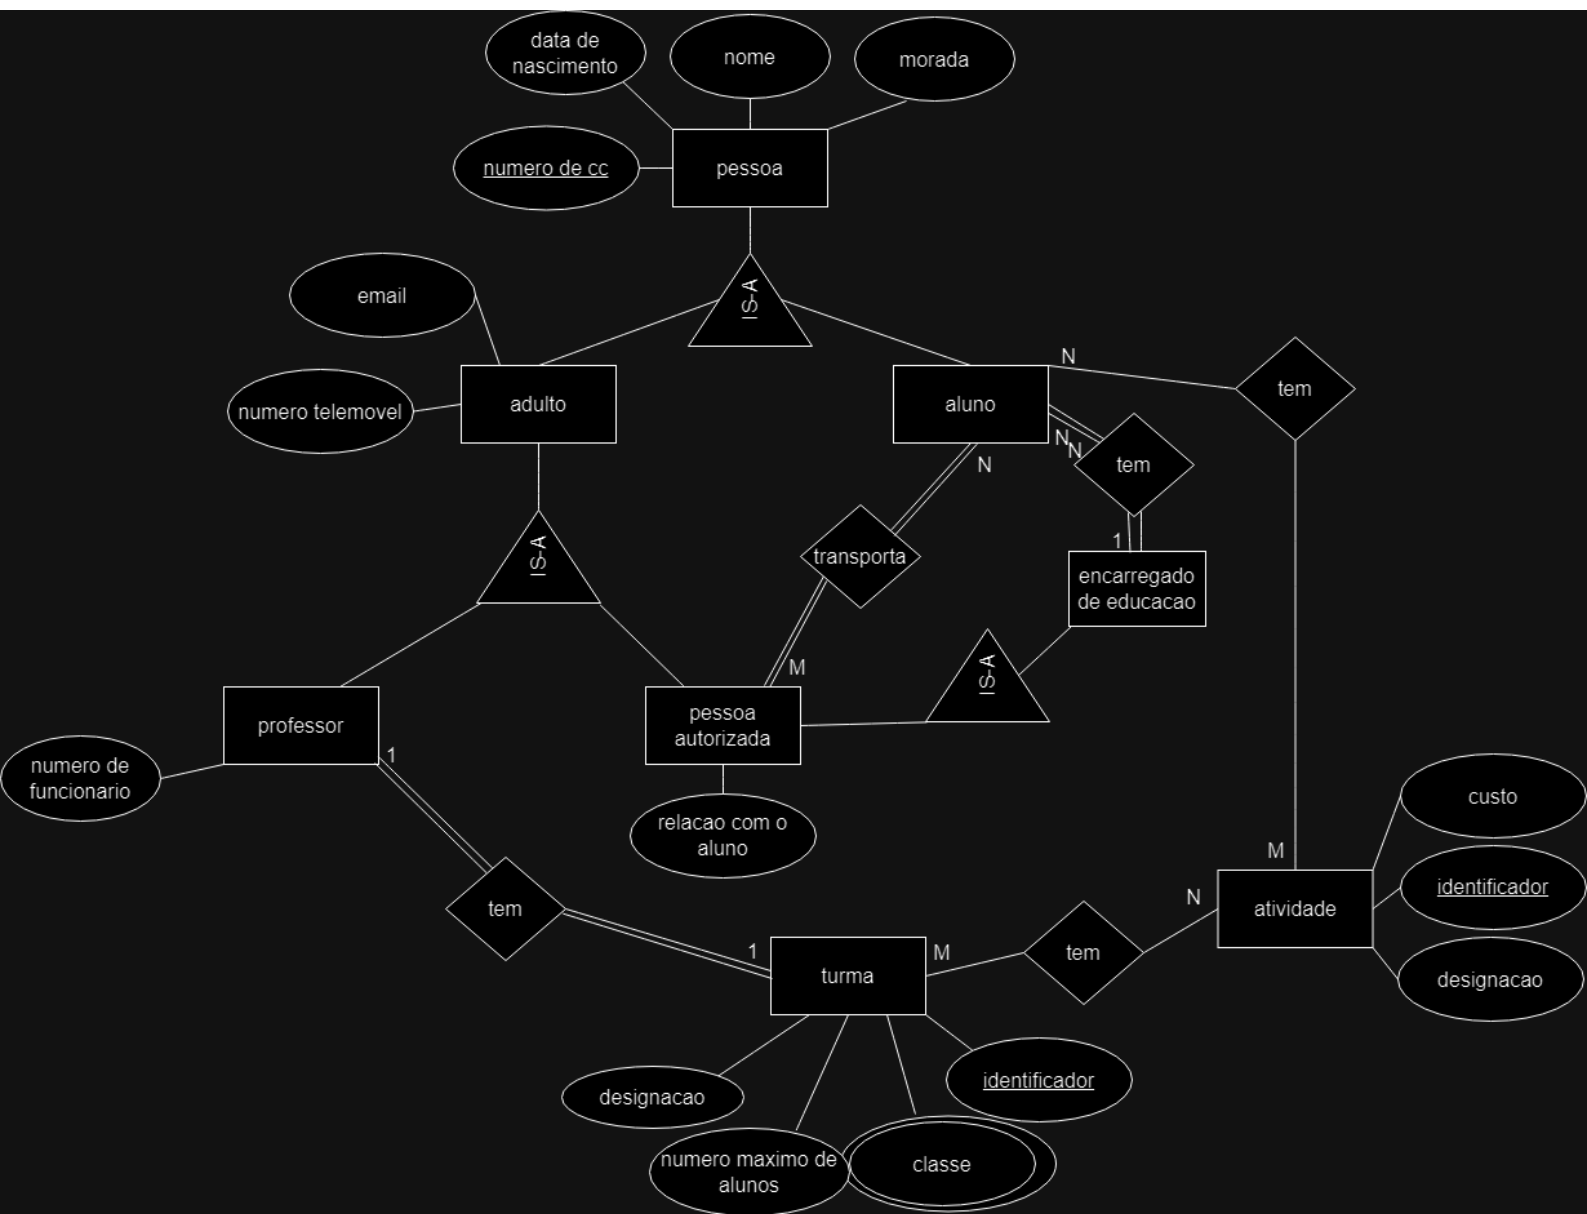 data de
nascimento
nome
morada
numero de cc
pessoa
IS-A
email
numero telemovel
adulto
aluno
N
tem
N
N
tem
N
transporta
1
encarregado
de educacao
IS-A
IS-A
M
professor
1
pessoa
autorizada
numero de
funcionario
relacao com o
aluno
custo
M
identificador
N
atividade
designacao
tem
1
turma
M
tem
designacao
identificador
numero maximo de
alunos
classe